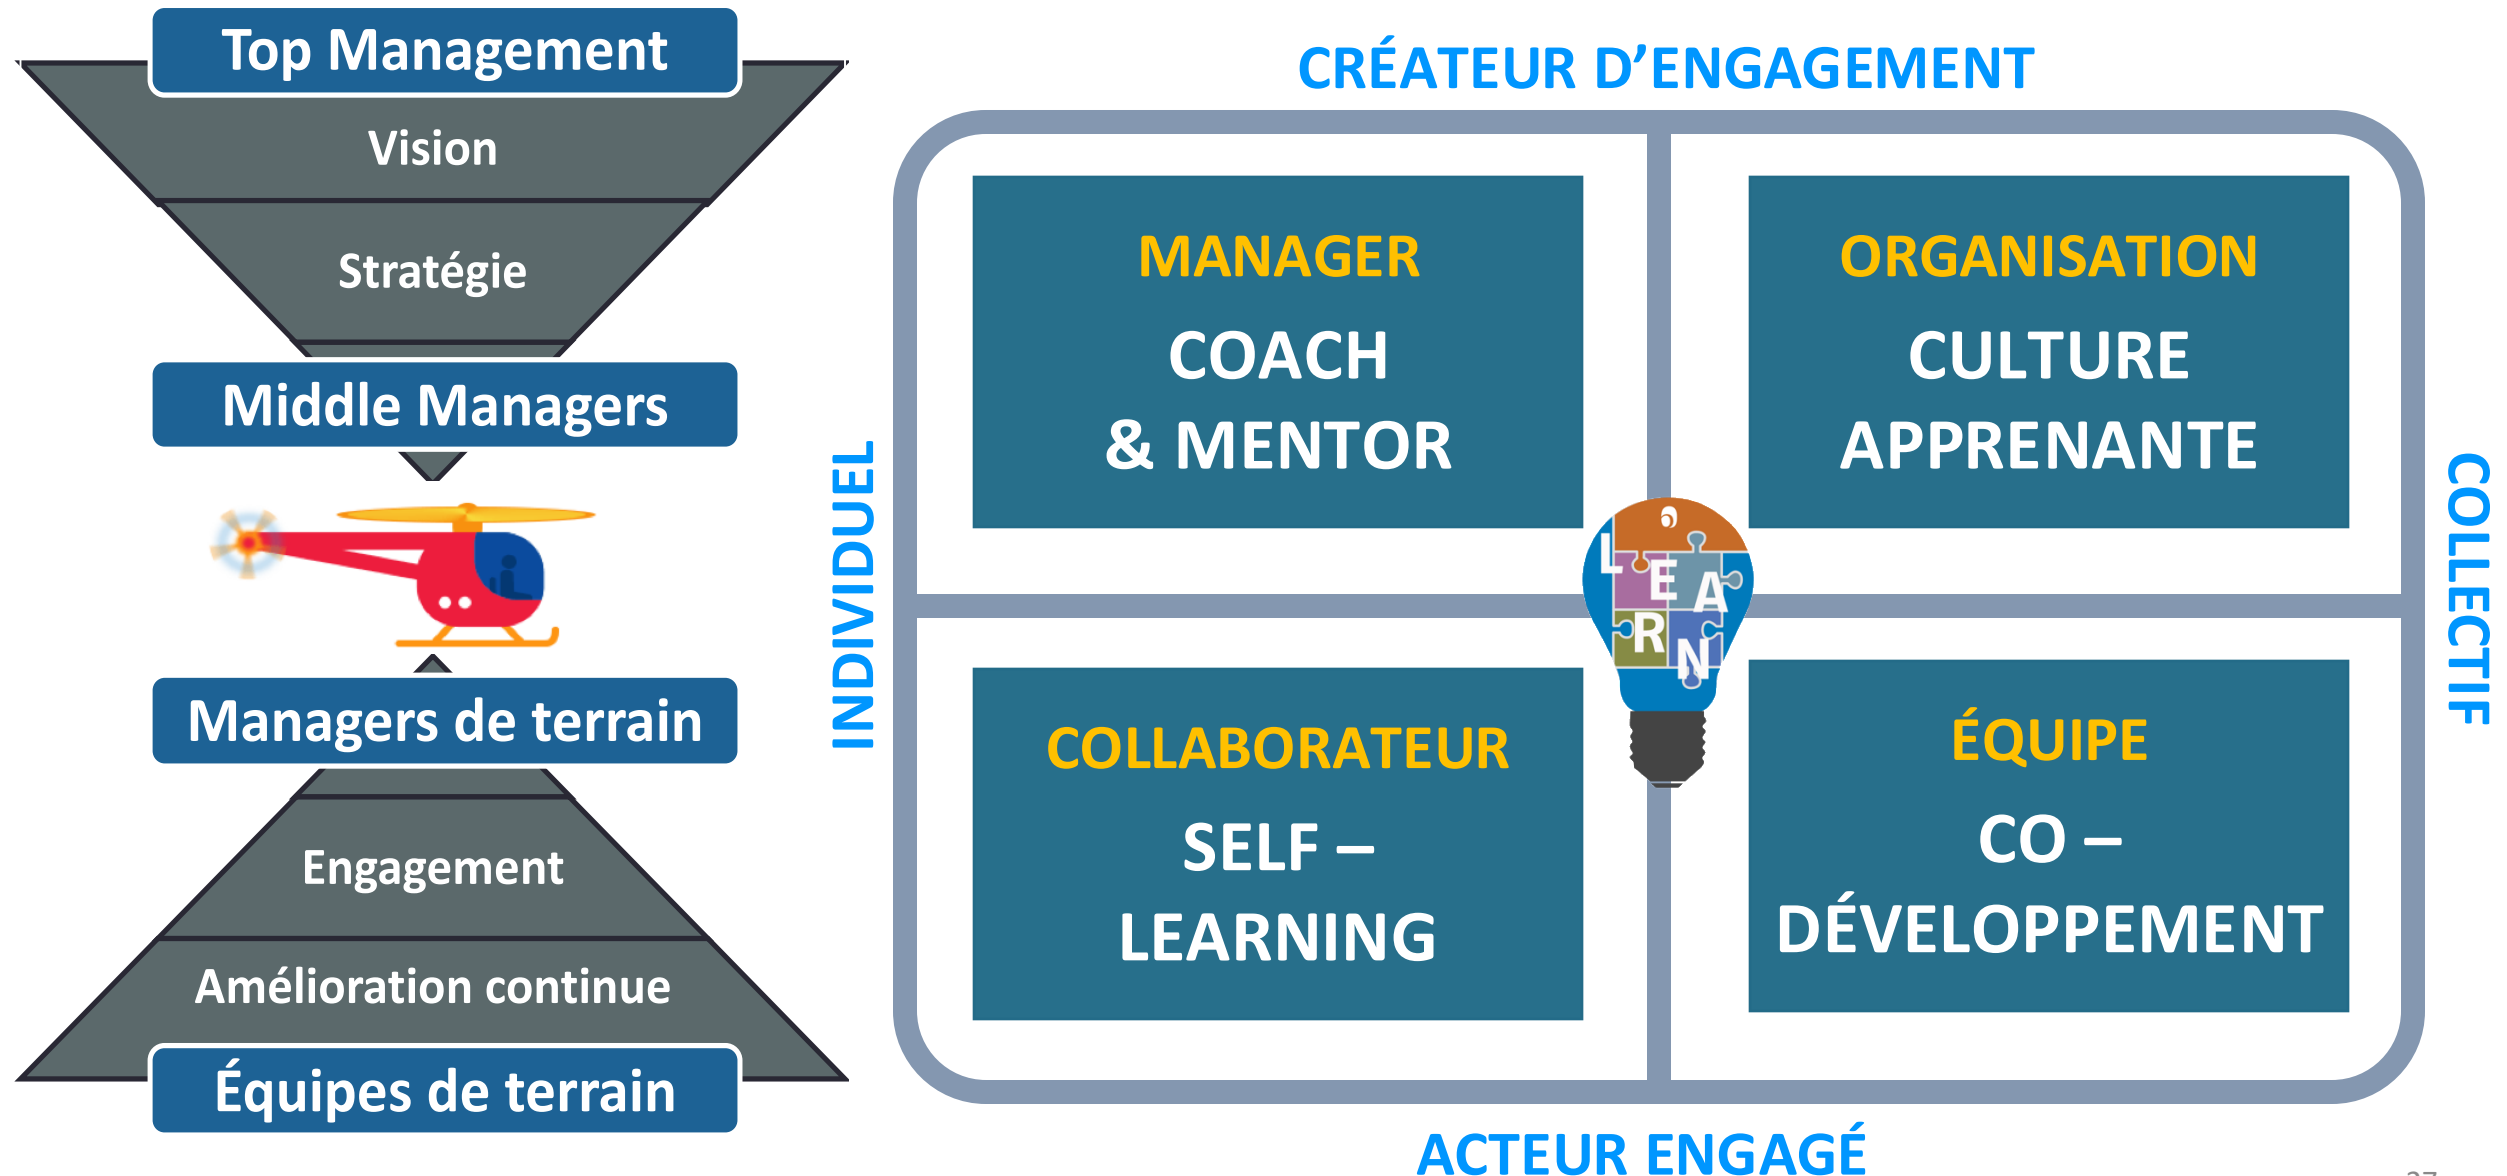 Top Management
Vision
Stratégie
Middle Managers
Managers de terrain
Engagement
Amélioration continue
Équipes de terrain
CRÉATEUR D’ENGAGEMENT
INDIVIDUEL
MANAGER
COACH
& MENTOR
ORGANISATION
CULTURE
APPRENANTE
COLLECTIF
L
E
A
R
N
COLLABORATEUR
SELF –
LEARNING
ÉQUIPE
CO –
DÉVELOPPEMENT
ACTEUR ENGAGÉ